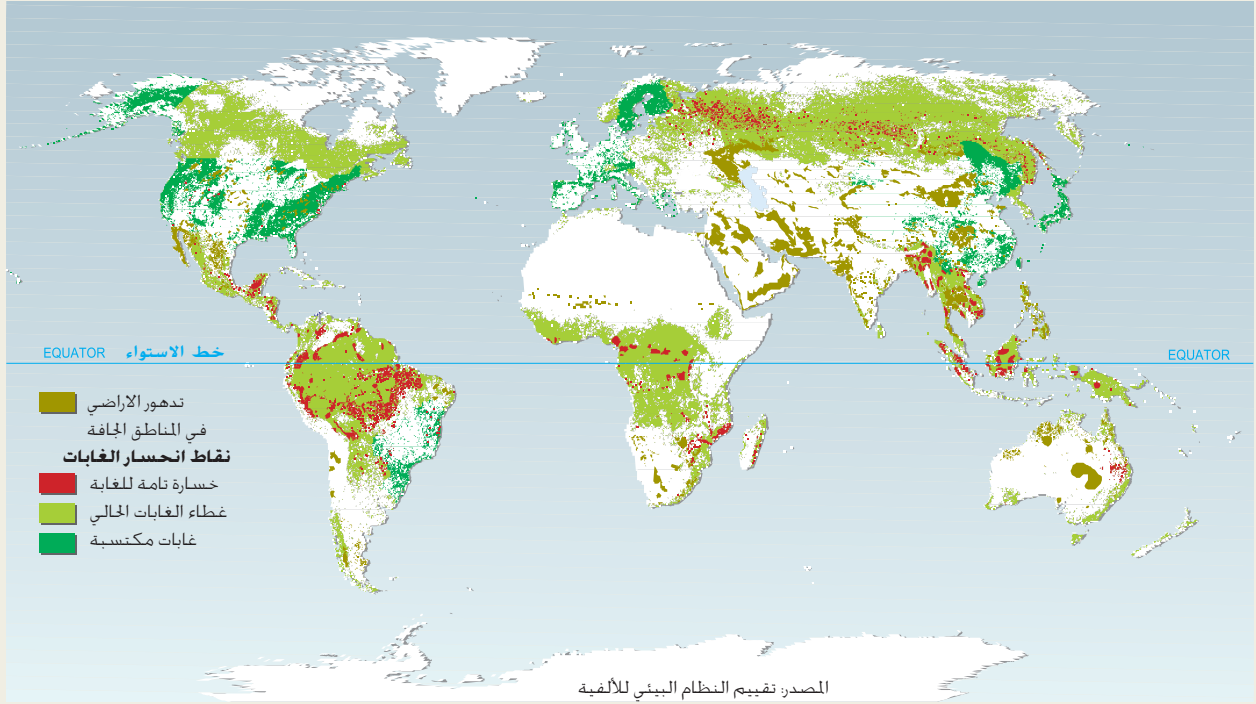 EQUATOR خط الاستواء
EQUATOR
تدهور الاراضي
في المناطق الجافة
نقاط انحسار الغابات
خسارة تامة للغابة
غطاء الغابات الحالي
غابات مكتسبة
المصدر: تقييم النظام البيئي للألفية